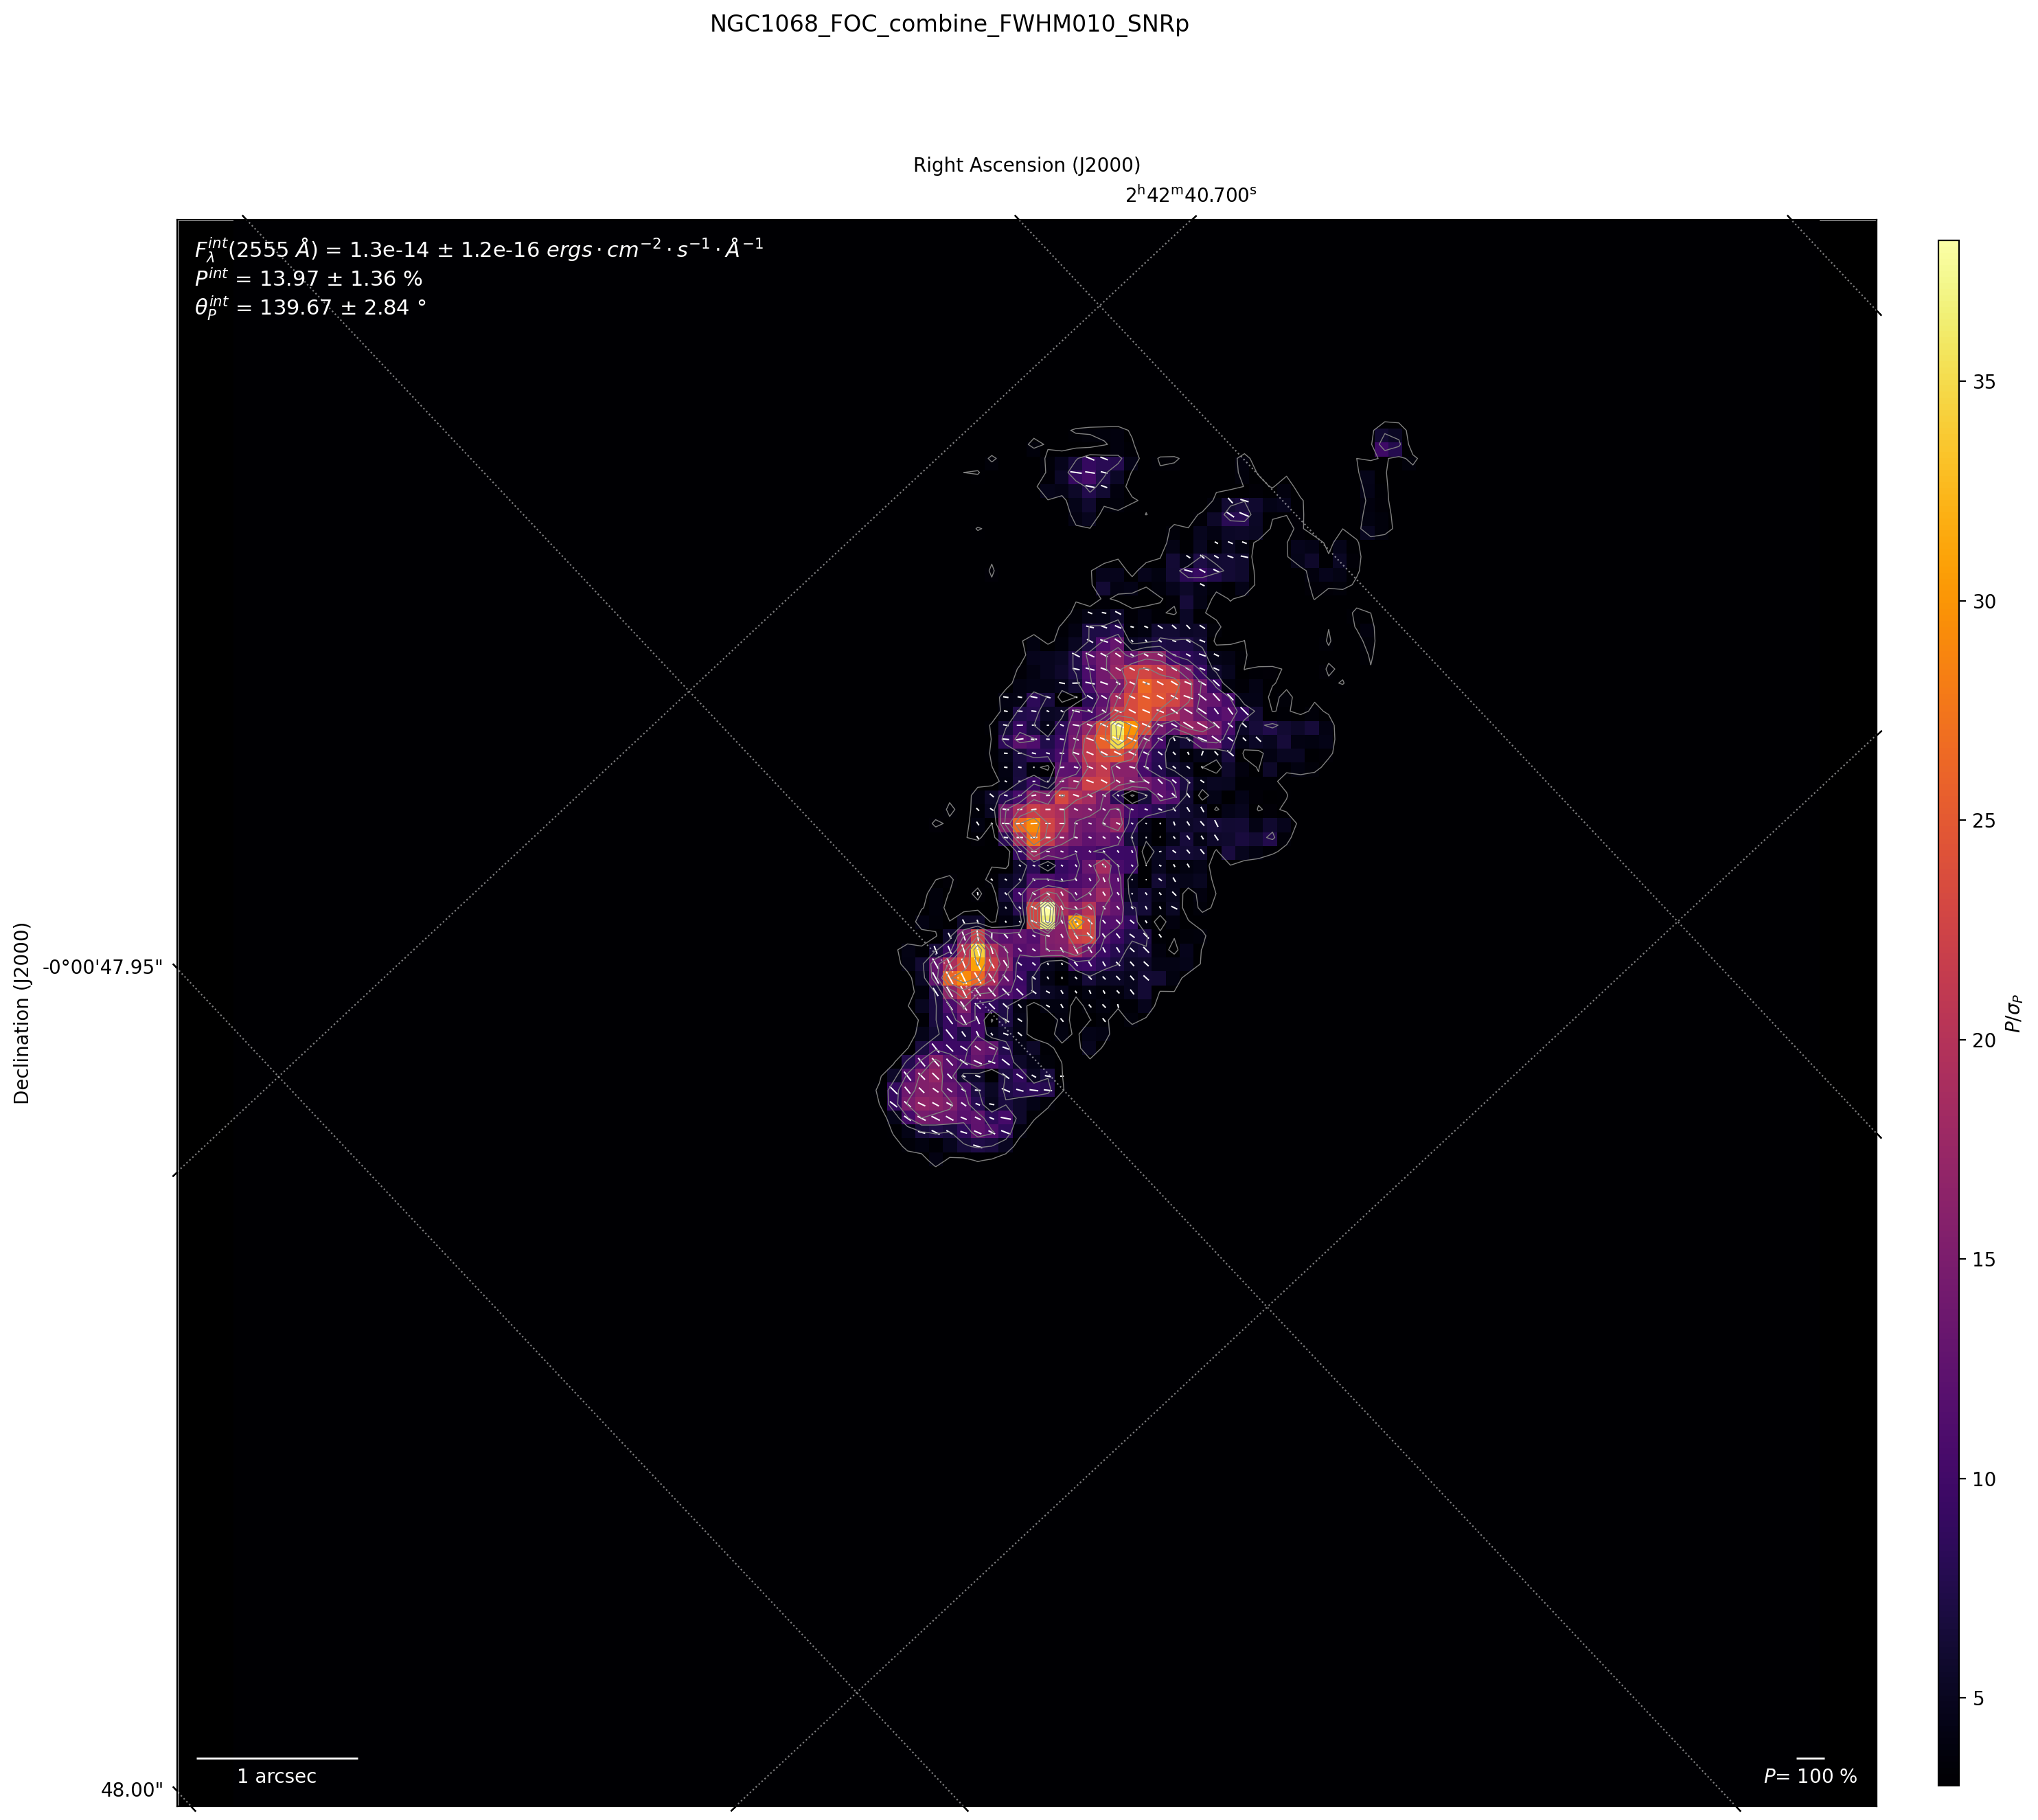 NGC1068_FOC_combine_FWHM010_SNRp
Right Ascension (J2000)
2ʰ42ᵐ40.700ˢ
F_λ^int(2555 Å) = 1.3e-14 ± 1.2e-16 ergs·cm⁻²·s⁻¹·Å⁻¹
P^int = 13.97 ± 1.36 %
θ_P^int = 139.67 ± 2.84 °
35
30
25
20
15
10
5
P/σ_P
Declination (J2000)
-0°00'47.95"
48.00"
1 arcsec
P= 100 %